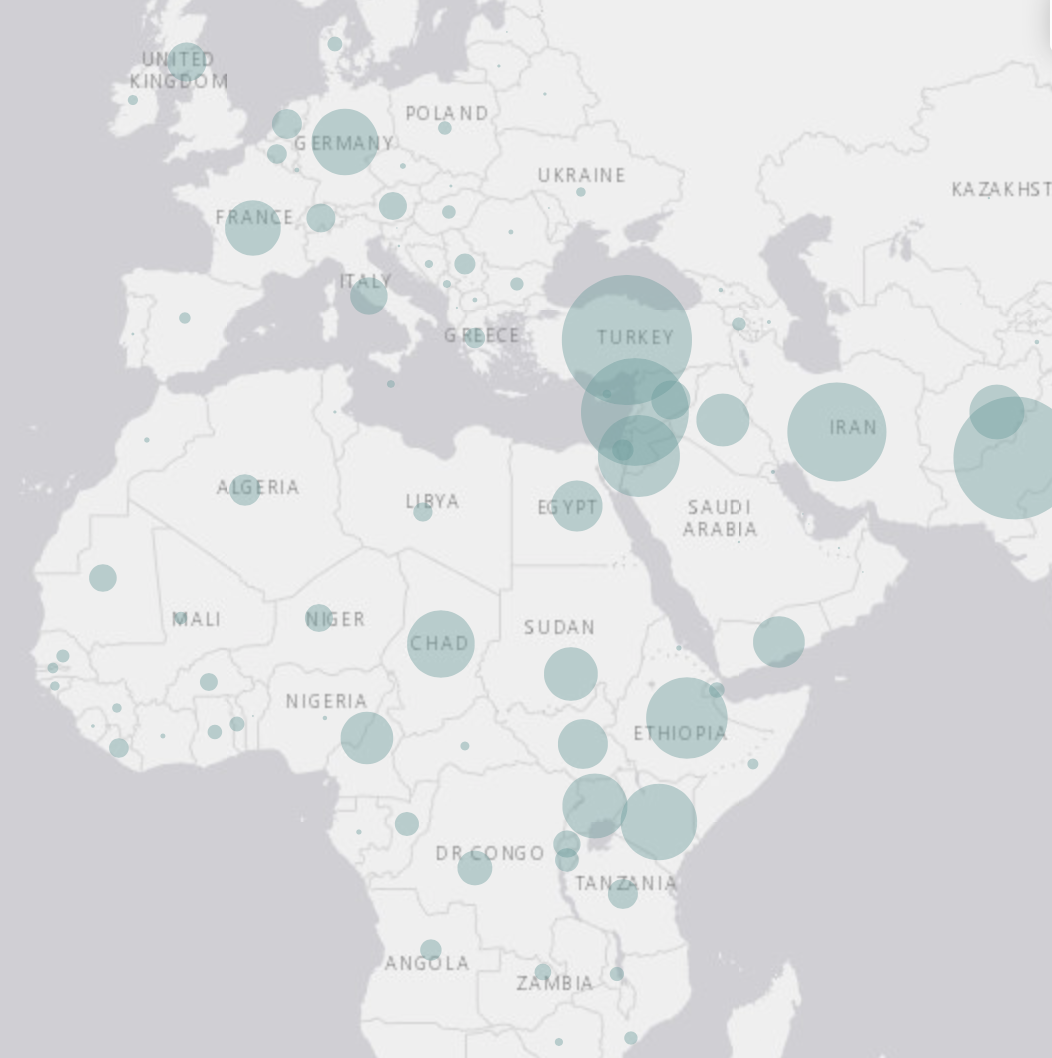 UNITED
KINGDOM
POLAND
GERMANY
UKRAINE
KAZAKHST
FRANCE
ITALY
GREECE
TURKEY
IRAN
ALGERIA
LIBYA
EGYPT
SAUDI
ARABIA
MALI
NIGER
CHAD
SUDAN
NIGERIA
ETHIOPIA
DR CONGO
TANZANIA
ANGOLA
ZAMBIA